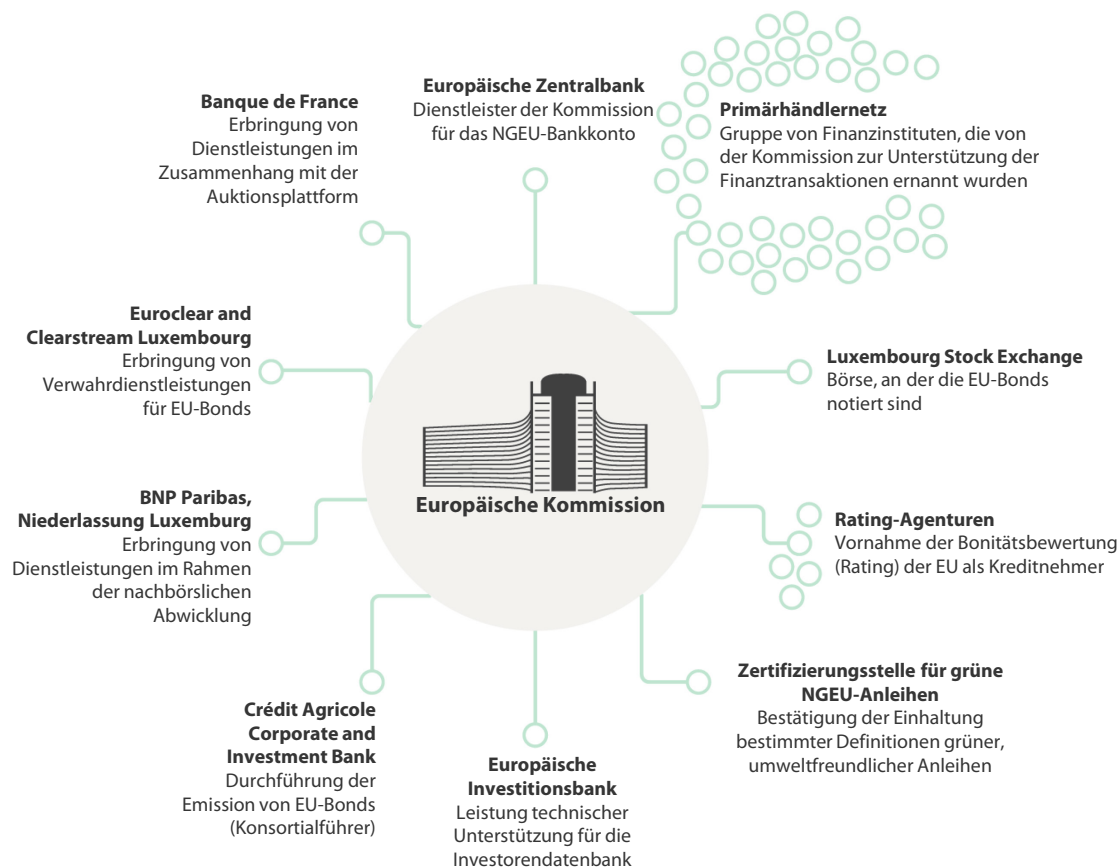 Europäische Zentralbank
Dienstleister der Kommission
für das NGEU-Bankkonto
Banque de France
Erbringung von
Dienstleistungen im
Zusammenhang mit der
Auktionsplattform
Primärhändlernetz
Gruppe von Finanzinstituten, die von
der Kommission zur Unterstützung der
Finanztransaktionen ernannt wurden
Euroclear and
Clearstream Luxembourg
Erbringung von
Verwahrdienstleistungen
für EU-Bonds
Luxembourg Stock Exchange
Börse, an der die EU-Bonds
notiert sind
Europäische Kommission
BNP Paribas,
Niederlassung Luxemburg
Erbringung von
Dienstleistungen im Rahmen
der nachbörslichen
Abwicklung
Rating-Agenturen
Vornahme der Bonitätsbewertung
(Rating) der EU als Kreditnehmer
Crédit Agricole
Corporate and
Investment Bank
Durchführung der
Emission von EU-Bonds
(Konsortialführer)
Europäische
Investitionsbank
Leistung technischer
Unterstützung für die
Investorendatenbank
Zertifizierungsstelle für grüne
NGEU-Anleihen
Bestätigung der Einhaltung
bestimmter Definitionen grüner,
umweltfreundlicher Anleihen